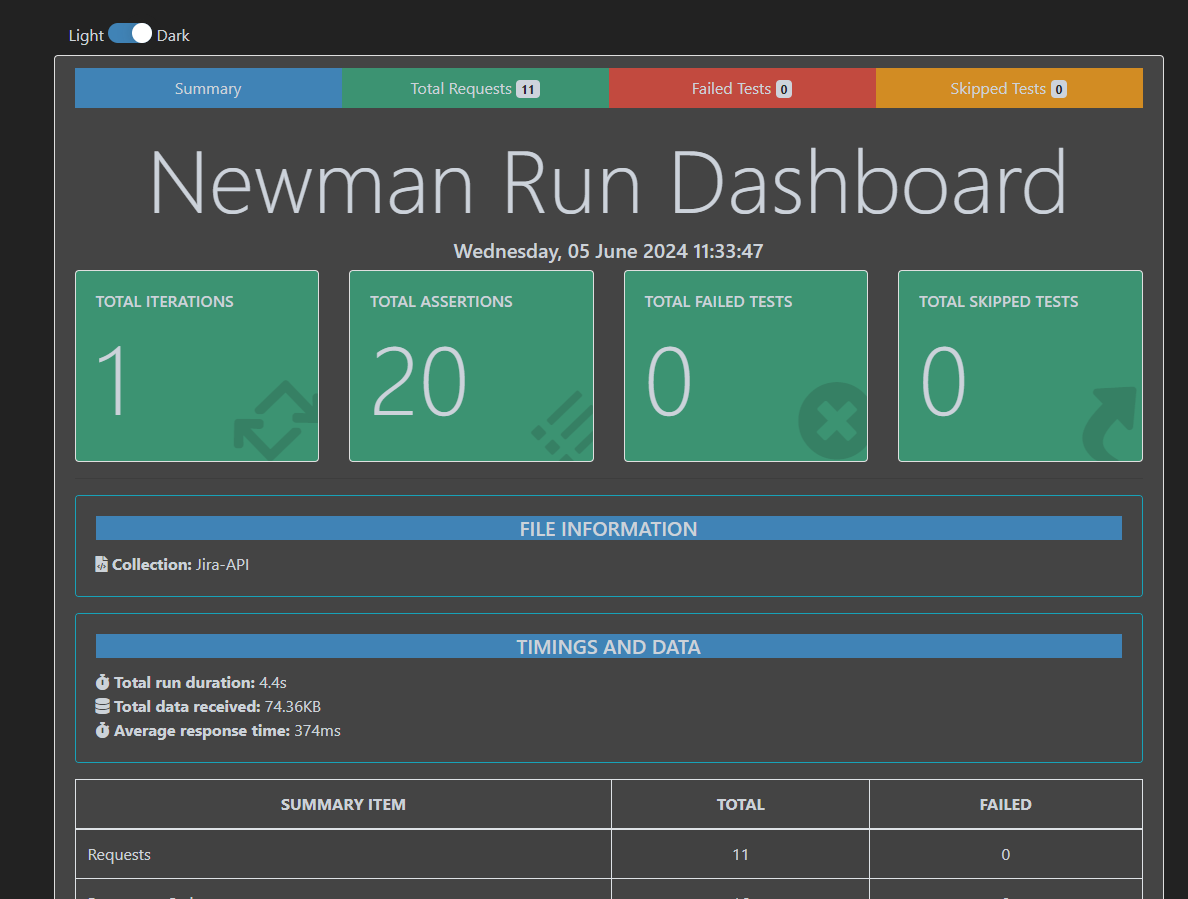 Light Dark
Summary Total Requests 11 Failed Tests 0 Skipped Tests 0
Newman Run Dashboard
Wednesday, 05 June 2024 11:33:47
TOTAL ITERATIONS TOTAL ASSERTIONS TOTAL FAILED TESTS TOTAL SKIPPED TESTS
1 20 0 0
FILE INFORMATION
Collection: Jira-API
TIMINGS AND DATA
Total run duration: 4.4s
Total data received: 74.36KB
Average response time: 374ms
SUMMARY ITEM TOTAL FAILED
Requests 11 0